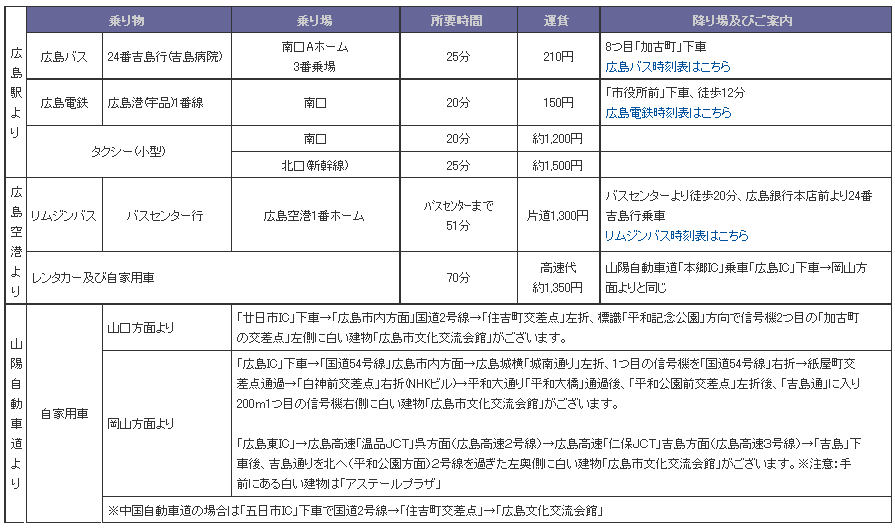 乗り物 乗り場 所要時間 運賃 降り場及びご案内
広島駅より
広島バス 24番吉島行(吉島病院) 南口Aホーム
3番乗場
25分 210円 8つ目「加古町」下車
広島バス時刻表はこちら
広島電鉄 広島港(宇品)1番線 南口 20分 150円 「市役所前」下車、徒歩12分
広島電鉄時刻表はこちら
タクシー(小型) 南口 20分 約1,200円
北口(新幹線) 25分 約1,500円
広島空港より
リムジンバス バスセンター行 広島空港1番ホーム バスセンターまで
51分
片道1,300円 バスセンターより徒歩20分、広島銀行本店前より24番
吉島行乗車
リムジンバス時刻表はこちら
レンタカー及び自家用車 70分 高速代
約1,350円
山陽自動車道「本郷IC」乗車「広島IC」下車→岡山方
面よりと同じ
山陽自動車道より
自家用車
山口方面より 「廿日市IC」下車→「広島市内方面」国道2号線→「住吉町交差点」左折、標識「平和記念公園」方向で信号機2つ目の「加古町
の交差点」左側に白い建物「広島市文化交流会館」がございます。
岡山方面より 「広島IC」下車→「国道54号線」広島市内方面→広島城横「城南通り」左折、1つ目の信号機を「国道54号線」右折→紙屋町交
差点通過→「白神前交差点」右折(NHKビル)→平和大通り「平和大橋」通過後、「平和公園前交差点」左折後、「吉島通」に入り
200m1つ目の信号機右側に白い建物「広島市文化交流会館」がございます。
「広島東IC」→広島高速「温品JCT」呉方面(広島高速2号線)→広島高速「仁保JCT」吉島方面(広島高速3号線)→「吉島」下
車後、吉島通りを北へ(平和公園方面)2号線を過ぎた左奥側に白い建物「広島市文化交流会館」がございます。※注意:手
前にある白い建物は「アステールプラザ」
※中国自動車道の場合は「五日市IC」下車で国道2号線→「住吉町交差点」→「広島文化交流会館」